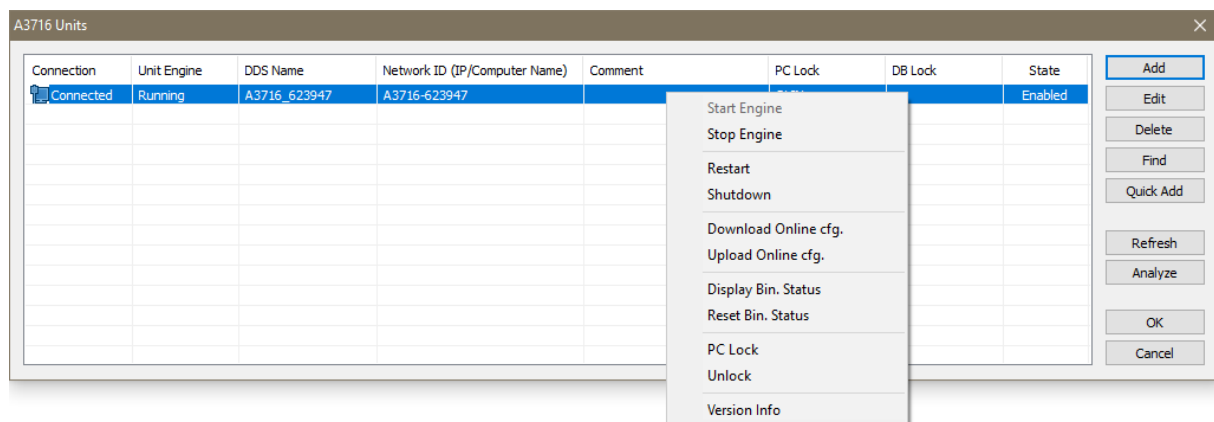 A3716 Units
Connection Unit Engine DDS Name Network ID (IP/Computer Name) Comment PC Lock DB Lock State
Connected Running A3716_623947 A3716-623947 Enabled
Start Engine
Stop Engine
Restart
Shutdown
Download Online cfg.
Upload Online cfg.
Display Bin. Status
Reset Bin. Status
PC Lock
Unlock
Version Info
Add
Edit
Delete
Find
Quick Add
Refresh
Analyze
OK
Cancel